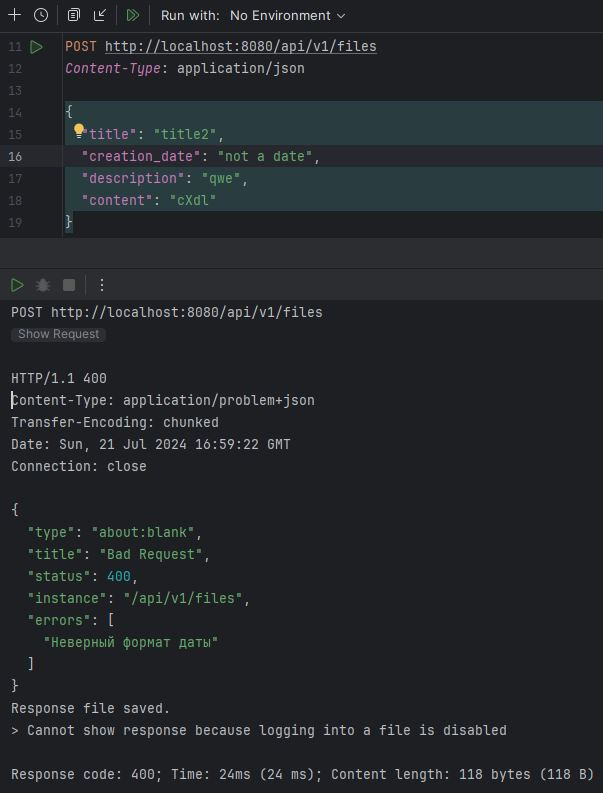 Run with: No Environment
11 POST http://localhost:8080/api/v1/files
12 Content-Type: application/json
13
14 {
15 "title": "title2",
16 "creation_date": "not a date",
17 "description": "qwe",
18 "content": "cXdl"
19 }
POST http://localhost:8080/api/v1/files
Show Request
HTTP/1.1 400
Content-Type: application/problem+json
Transfer-Encoding: chunked
Date: Sun, 21 Jul 2024 16:59:22 GMT
Connection: close
{
"type": "about:blank",
"title": "Bad Request",
"status": 400,
"instance": "/api/v1/files",
"errors": [
"Неверный формат даты"
]
}
Response file saved.
> Cannot show response because logging into a file is disabled
Response code: 400; Time: 24ms (24 ms); Content length: 118 bytes (118 B)